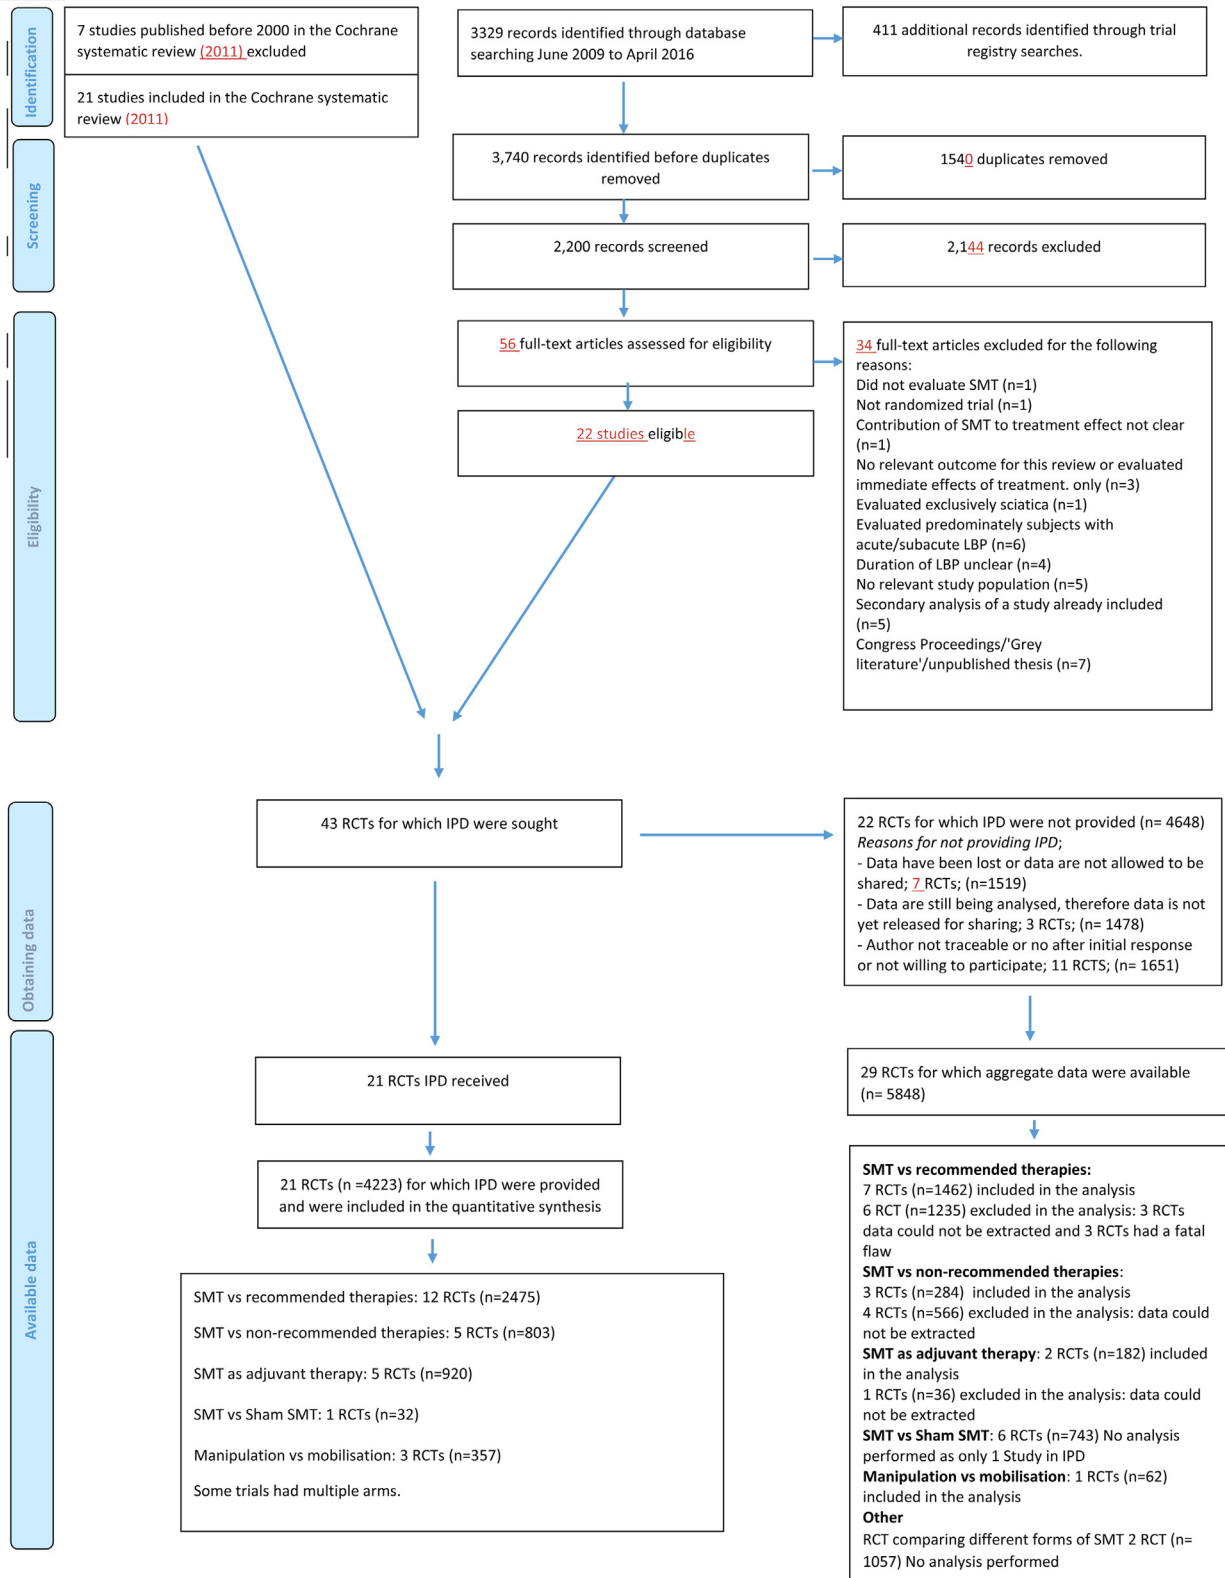 Identification
7 studies published before 2000 in the Cochrane
systematic review (2011) excluded
21 studies included in the Cochrane systematic
review (2011)
3329 records identified through database
searching June 2009 to April 2016
411 additional records identified through trial
registry searches.
Screening
3,740 records identified before duplicates
removed
1540 duplicates removed
2,200 records screened
2,144 records excluded
Eligibility
56 full-text articles assessed for eligibility
34 full-text articles excluded for the following
reasons:
Did not evaluate SMT (n=1)
Not randomized trial (n=1)
Contribution of SMT to treatment effect not clear
(n=1)
No relevant outcome for this review or evaluated
immediate effects of treatment. only (n=3)
Evaluated exclusively sciatica (n=1)
Evaluated predominately subjects with
acute/subacute LBP (n=6)
Duration of LBP unclear (n=4)
No relevant study population (n=5)
Secondary analysis of a study already included
(n=5)
Congress Proceedings/'Grey
literature'/unpublished thesis (n=7)
22 studies eligible
Obtaining data
43 RCTs for which IPD were sought
22 RCTs for which IPD were not provided (n= 4648)
Reasons for not providing IPD;
- Data have been lost or data are not allowed to be
shared; 7 RCTs; (n=1519)
- Data are still being analysed, therefore data is not
yet released for sharing; 3 RCTs; (n= 1478)
- Author not traceable or no after initial response
or not willing to participate; 11 RCTS; (n= 1651)
Available data
21 RCTs IPD received
29 RCTs for which aggregate data were available
(n= 5848)
21 RCTs (n =4223) for which IPD were provided
and were included in the quantitative synthesis
SMT vs recommended therapies: 12 RCTs (n=2475)
SMT vs non-recommended therapies: 5 RCTs (n=803)
SMT as adjuvant therapy: 5 RCTs (n=920)
SMT vs Sham SMT: 1 RCTs (n=32)
Manipulation vs mobilisation: 3 RCTs (n=357)
Some trials had multiple arms.
SMT vs recommended therapies:
7 RCTs (n=1462) included in the analysis
6 RCT (n=1235) excluded in the analysis: 3 RCTs
data could not be extracted and 3 RCTs had a fatal
flaw
SMT vs non-recommended therapies:
3 RCTs (n=284) included in the analysis
4 RCTs (n=566) excluded in the analysis: data could
not be extracted
SMT as adjuvant therapy: 2 RCTs (n=182) included
in the analysis
1 RCTs (n=36) excluded in the analysis: data could
not be extracted
SMT vs Sham SMT: 6 RCTs (n=743) No analysis
performed as only 1 Study in IPD
Manipulation vs mobilisation: 1 RCTs (n=62)
included in the analysis
Other
RCT comparing different forms of SMT 2 RCT (n=
1057) No analysis performed